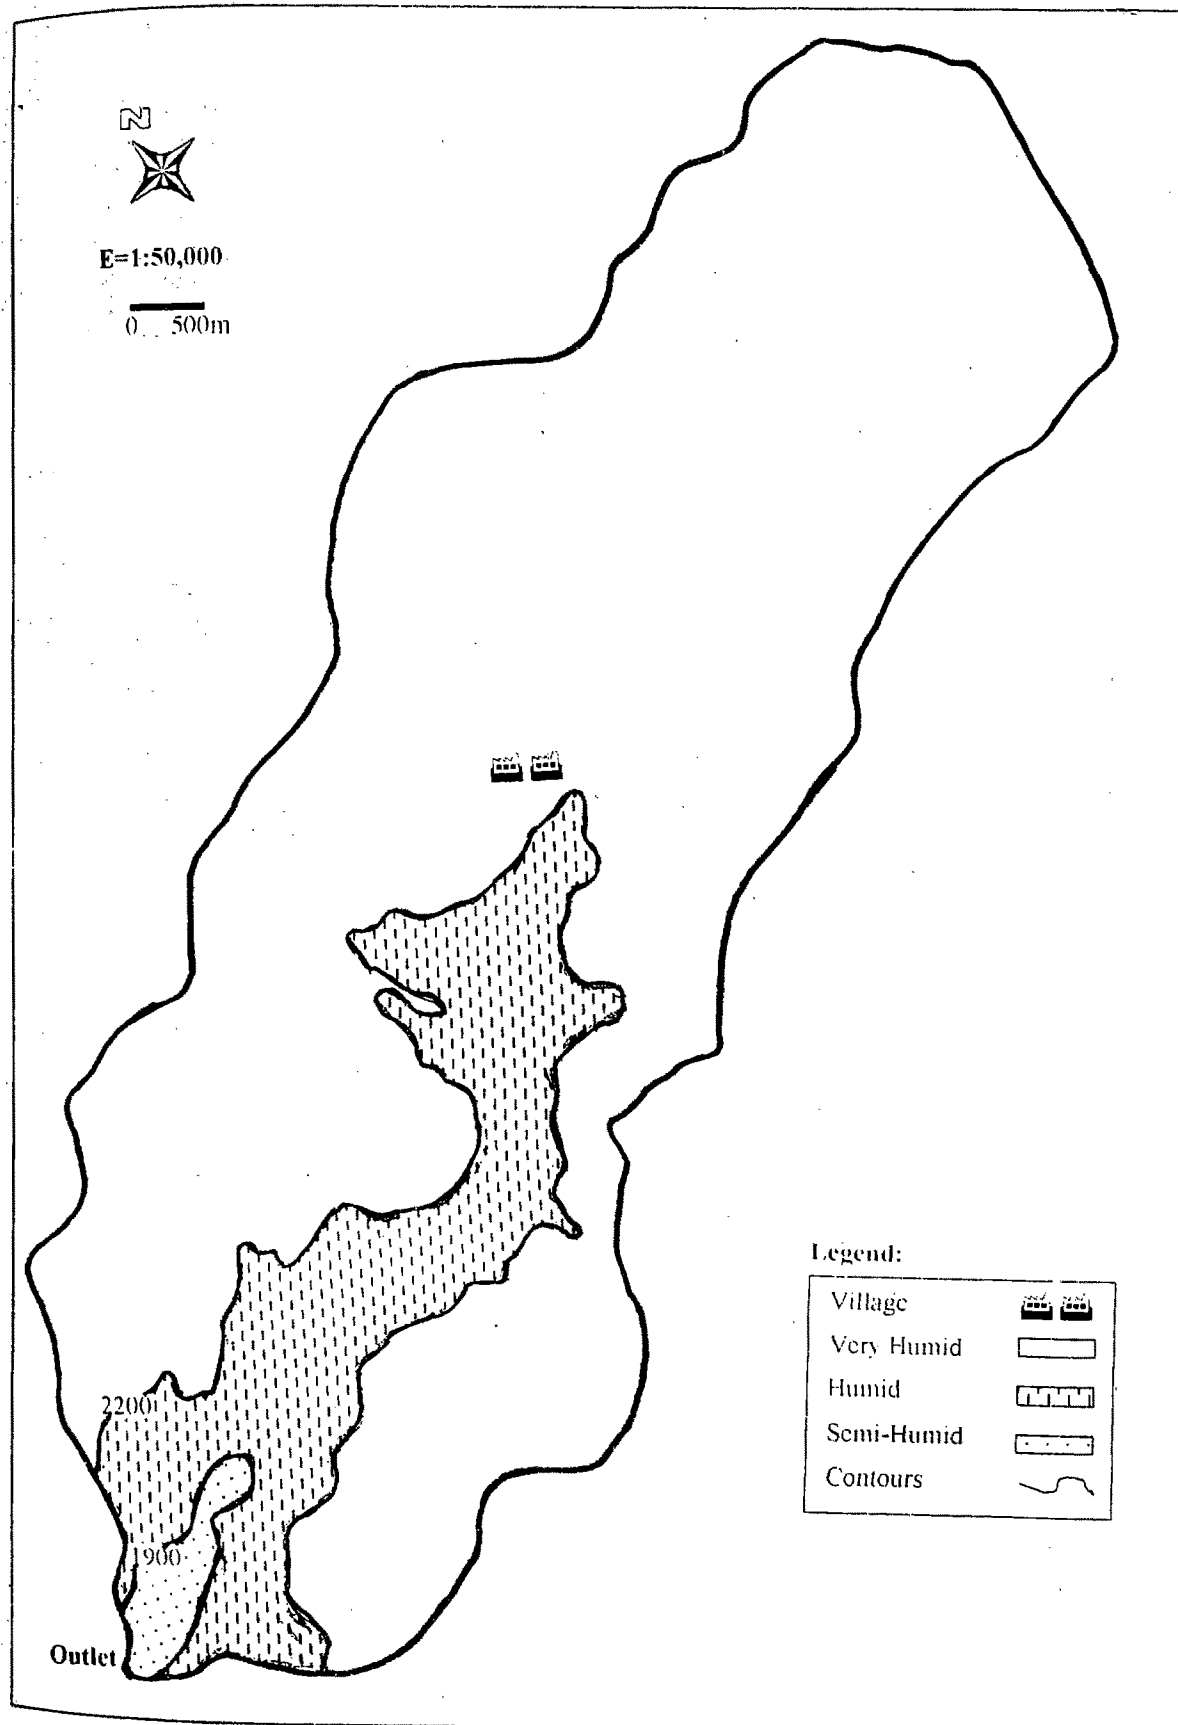 N
E=1:50,000
0 500m
2200
1900
Outlet
Legend:
Village
Very Humid
Humid
Semi-Humid
Contours